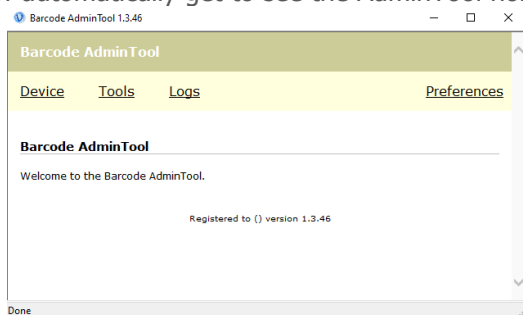 Barcode AdminTool 1.3.46
Barcode AdminTool
Device Tools Logs Preferences
Barcode AdminTool
Welcome to the Barcode AdminTool.
Registered to () version 1.3.46
Done